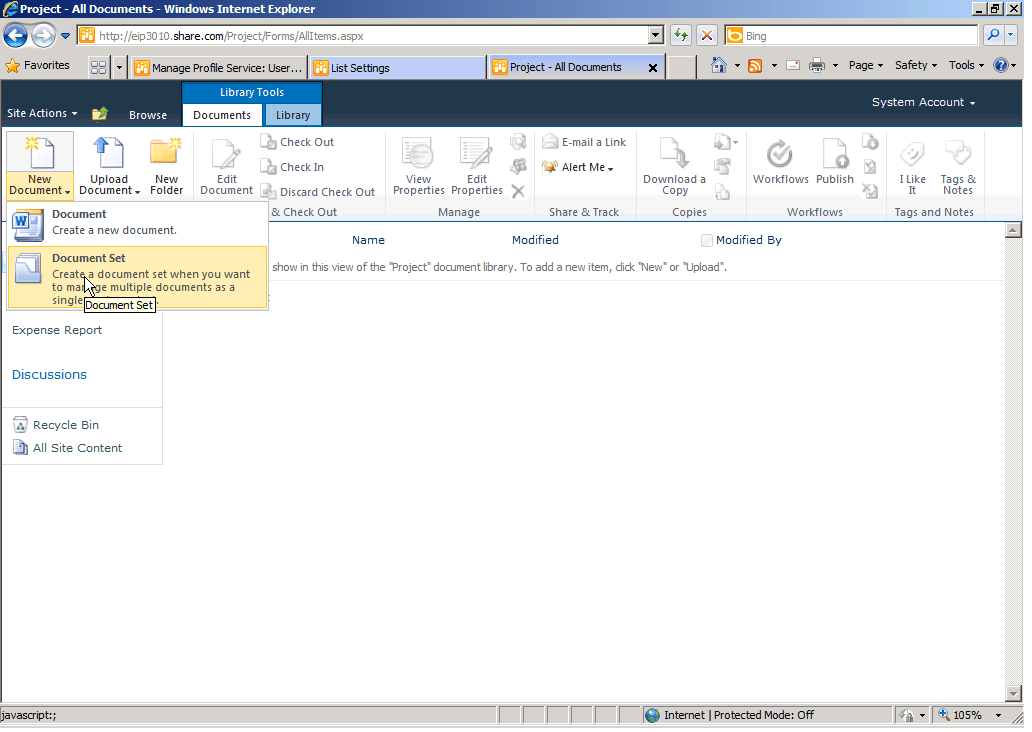 Project - All Documents - Windows Internet Explorer
http://eip3010.share.com/Project/Forms/AllItems.aspx
Bing
Favorites
Manage Profile Service: User...
List Settings
Project - All Documents
Page
Safety
Tools
Library Tools
Site Actions
Browse
Documents
Library
System Account
New Document
Upload Document
New Folder
Edit Document
Check Out
Check In
Discard Check Out
& Check Out
View Properties
Edit Properties
Manage
E-mail a Link
Alert Me
Share & Track
Download a Copy
Copies
Workflows
Publish
Workflows
I Like It
Tags & Notes
Tags and Notes
Document
Create a new document.
Document Set
Create a document set when you want
to manage multiple documents as a
single
Document Set
Name
Modified
Modified By
show in this view of the "Project" document library. To add a new item, click "New" or "Upload".
Expense Report
Discussions
Recycle Bin
All Site Content
javascript:;
Internet | Protected Mode: Off
105%